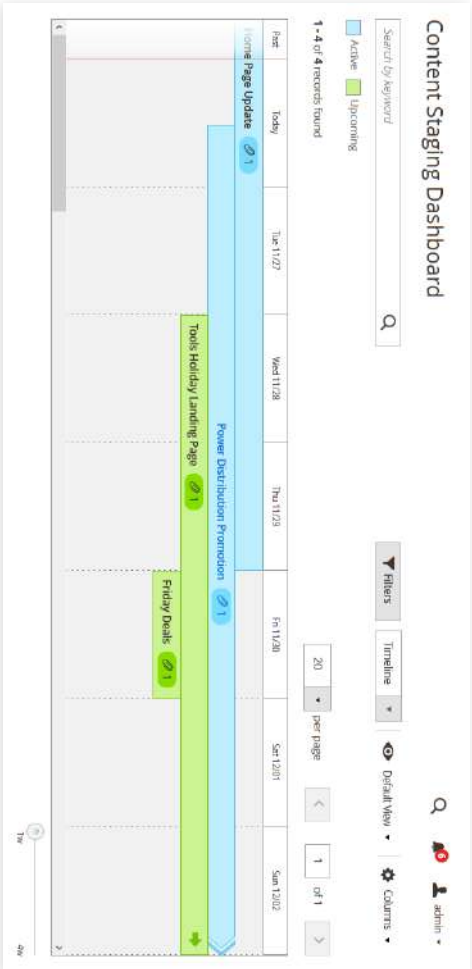 Content Staging Dashboard
6
admin
Search by keyword
Filters
Timeline
Default View
Columns
Active
Upcoming
1-4 of 4 records found
20
per page
1
of 1
Past
Today
Tue 11/27
Wed 11/28
Thu 11/29
Fri 11/30
Sat 12/01
Sun 12/02
Home Page Update 1
Power Distribution Promotion 1
Tools Holiday Landing Page 1
Friday Deals 1
1w
4w